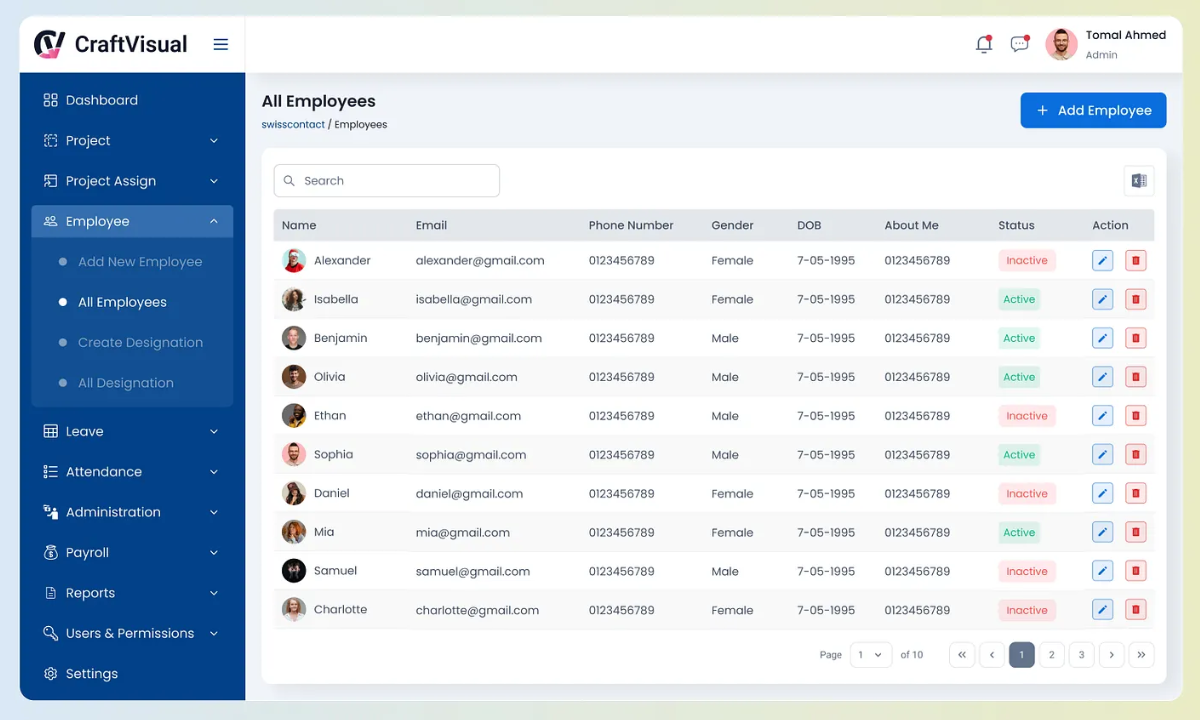 CraftVisual
Tomal Ahmed
Admin
Dashboard
Project
Project Assign
Employee
Add New Employee
All Employees
Create Designation
All Designation
Leave
Attendance
Administration
Payroll
Reports
Users & Permissions
Settings
All Employees
swisscontact / Employees
+ Add Employee
Search
Name Email Phone Number Gender DOB About Me Status Action
Alexander alexander@gmail.com 0123456789 Female 7-05-1995 0123456789 Inactive
Isabella isabella@gmail.com 0123456789 Female 7-05-1995 0123456789 Active
Benjamin benjamin@gmail.com 0123456789 Male 7-05-1995 0123456789 Active
Olivia olivia@gmail.com 0123456789 Male 7-05-1995 0123456789 Active
Ethan ethan@gmail.com 0123456789 Male 7-05-1995 0123456789 Inactive
Sophia sophia@gmail.com 0123456789 Male 7-05-1995 0123456789 Active
Daniel daniel@gmail.com 0123456789 Female 7-05-1995 0123456789 Inactive
Mia mia@gmail.com 0123456789 Female 7-05-1995 0123456789 Active
Samuel samuel@gmail.com 0123456789 Male 7-05-1995 0123456789 Inactive
Charlotte charlotte@gmail.com 0123456789 Female 7-05-1995 0123456789 Inactive
Page 1 of 10 « ‹ 1 2 3 › »